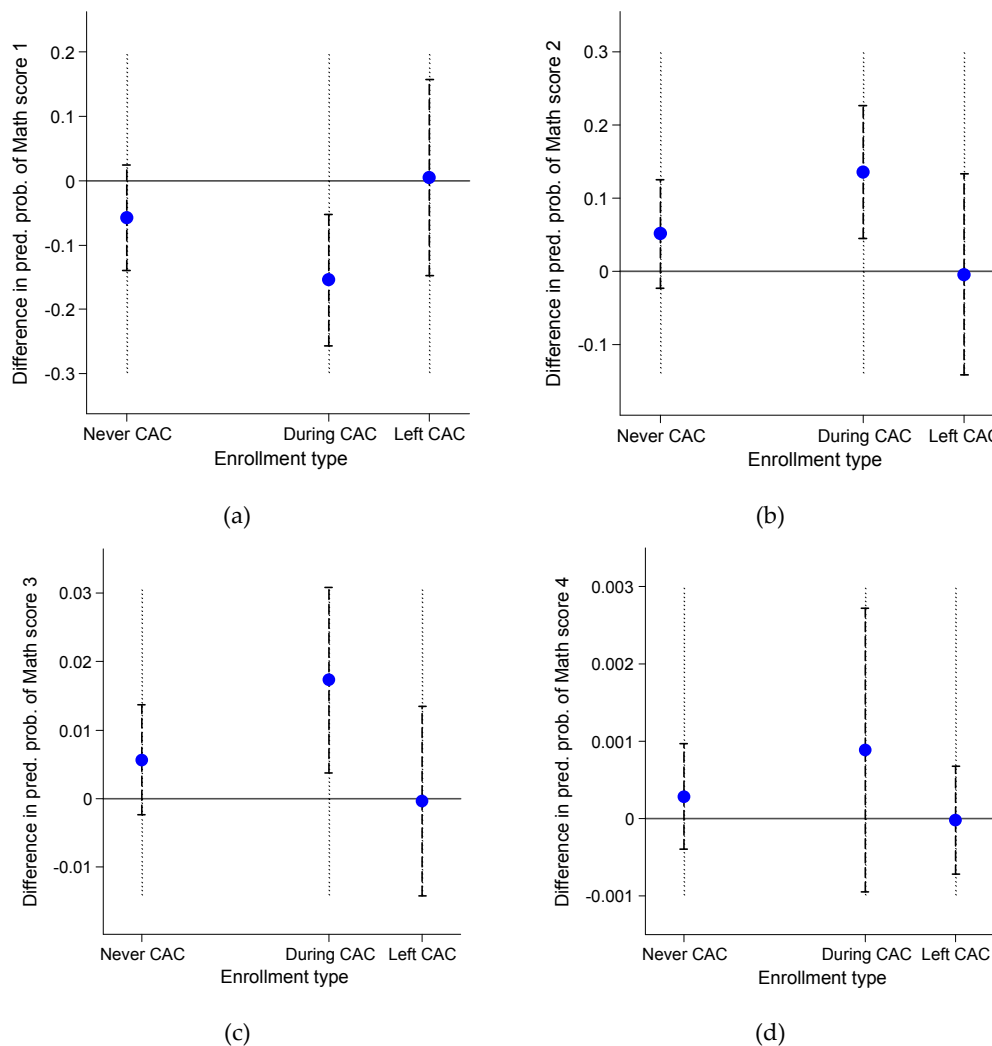 Difference in pred. prob. of Math score 1
0.2
0.1
0
-0.1
-0.2
-0.3
Never CAC
During CAC
Left CAC
Enrollment type
(a)
Difference in pred. prob. of Math score 2
0.3
0.2
0.1
0
-0.1
Never CAC
During CAC
Left CAC
Enrollment type
(b)
Difference in pred. prob. of Math score 3
0.03
0.02
0.01
0
-0.01
Never CAC
During CAC
Left CAC
Enrollment type
(c)
Difference in pred. prob. of Math score 4
0.003
0.002
0.001
0
-0.001
Never CAC
During CAC
Left CAC
Enrollment type
(d)